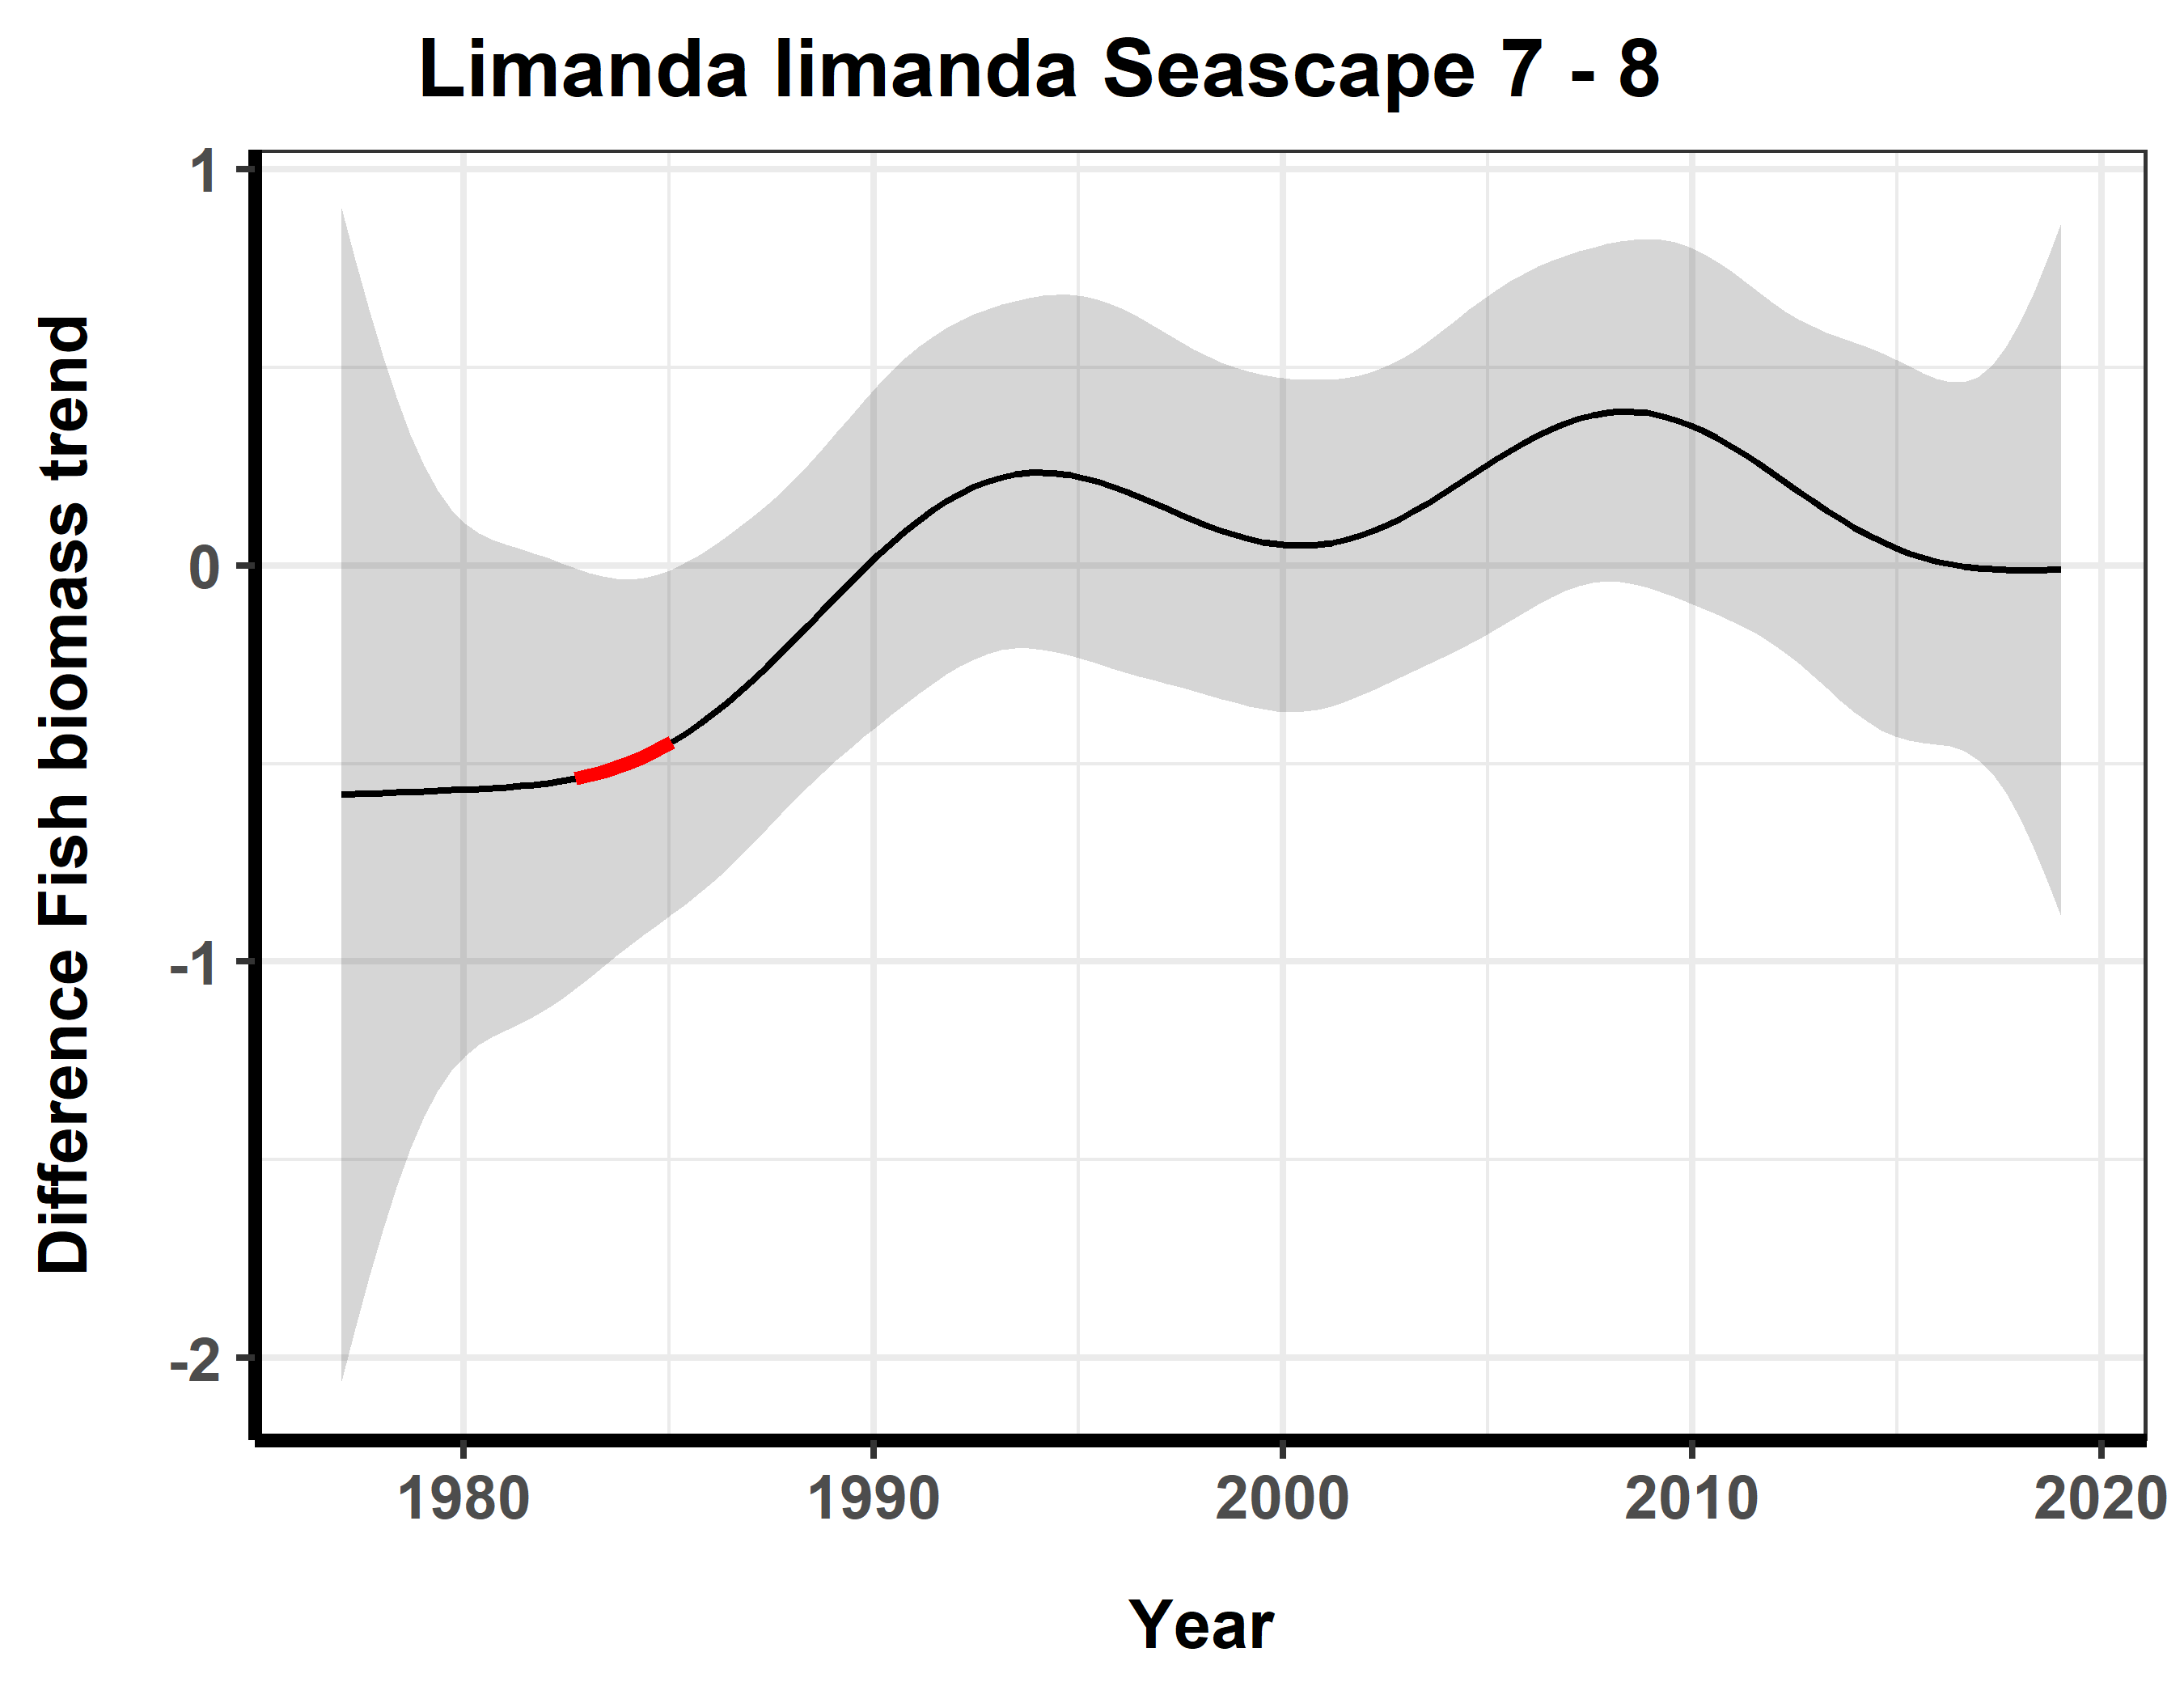 Limanda limanda Seascape 7 - 8
Difference Fish biomass trend
1
0
-1
-2
1980 1990 2000 2010 2020
Year